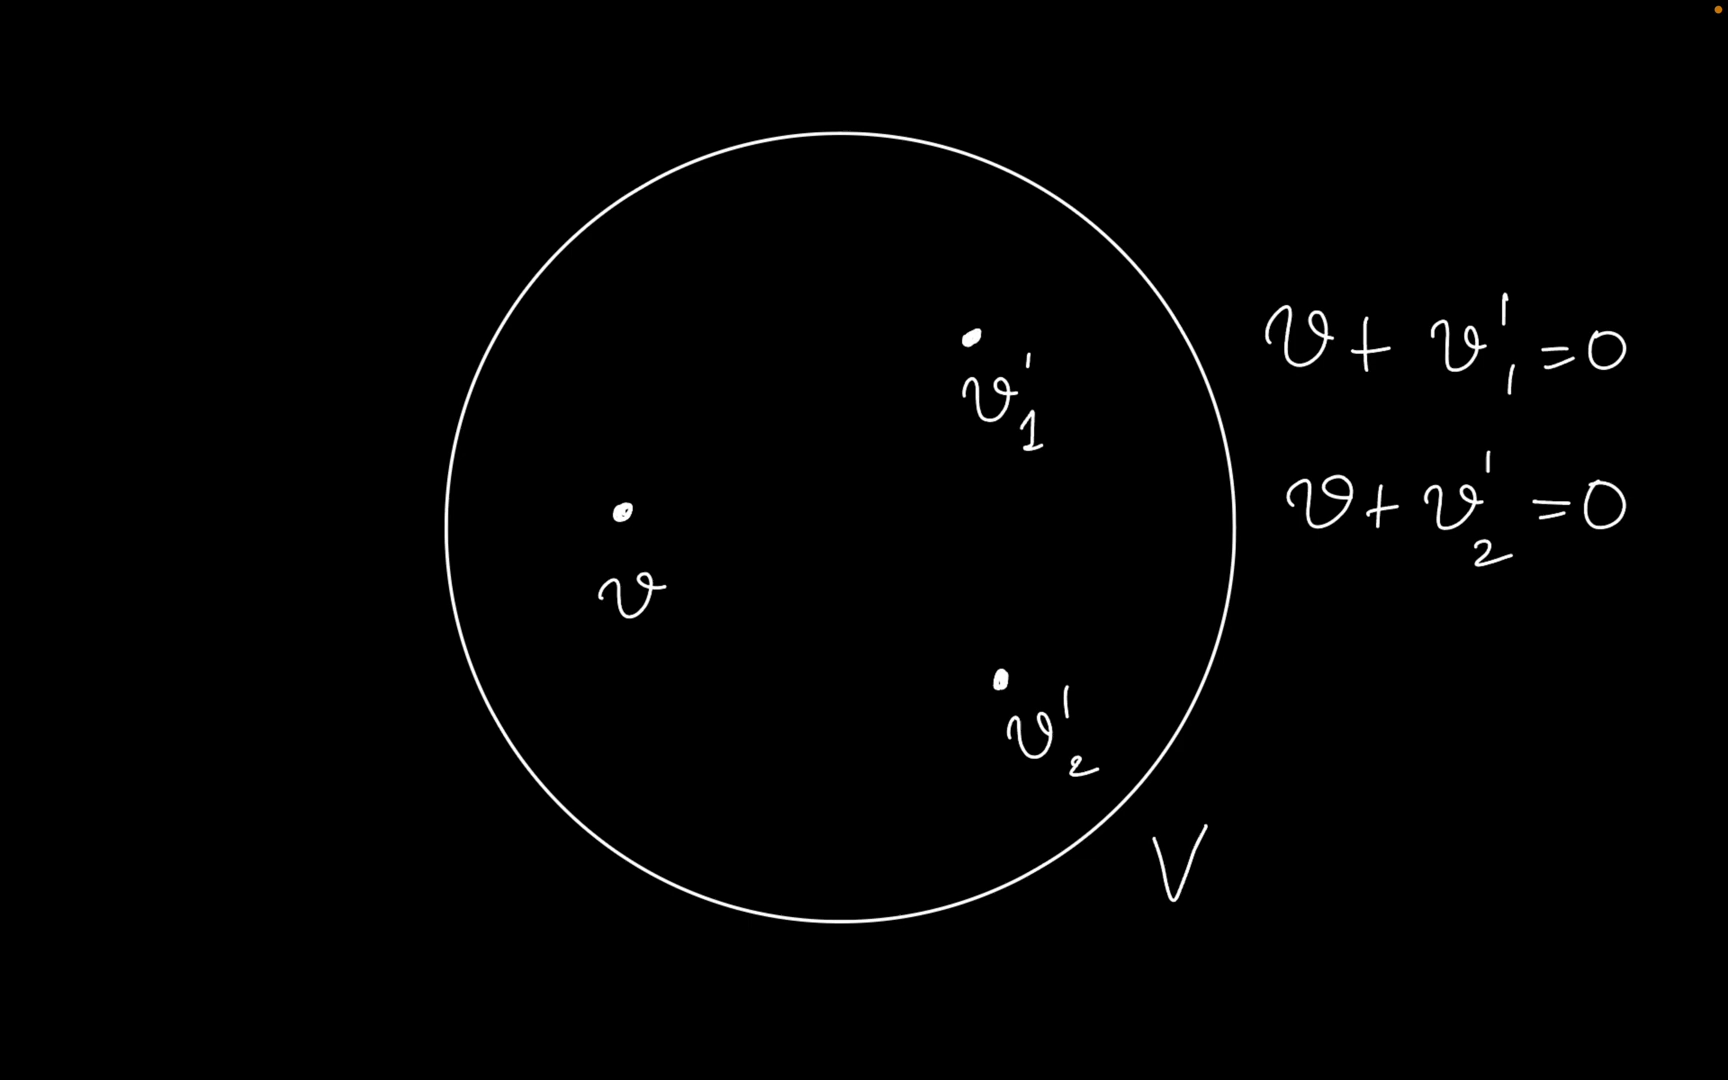 v + v'₁ = 0
v'₁
v + v'₂ = 0
v
v'₂
V